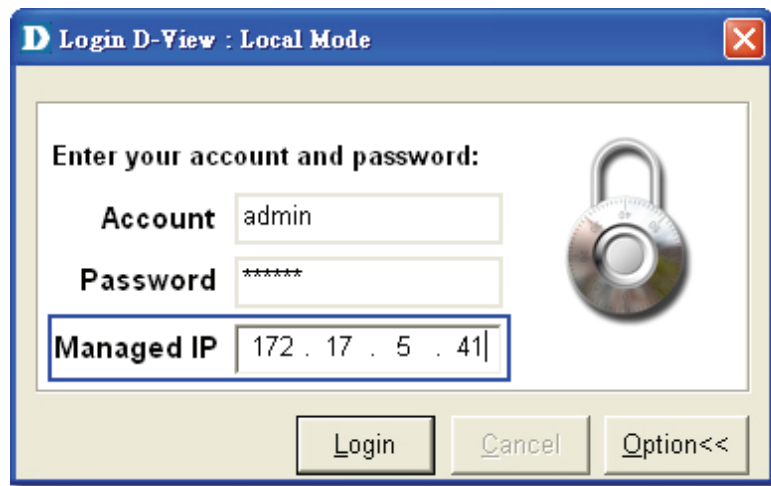 D Login D-View : Local Mode
Enter your account and password:
Account admin
Password ******
Managed IP 172 . 17 . 5 . 41
Login Cancel Option<<